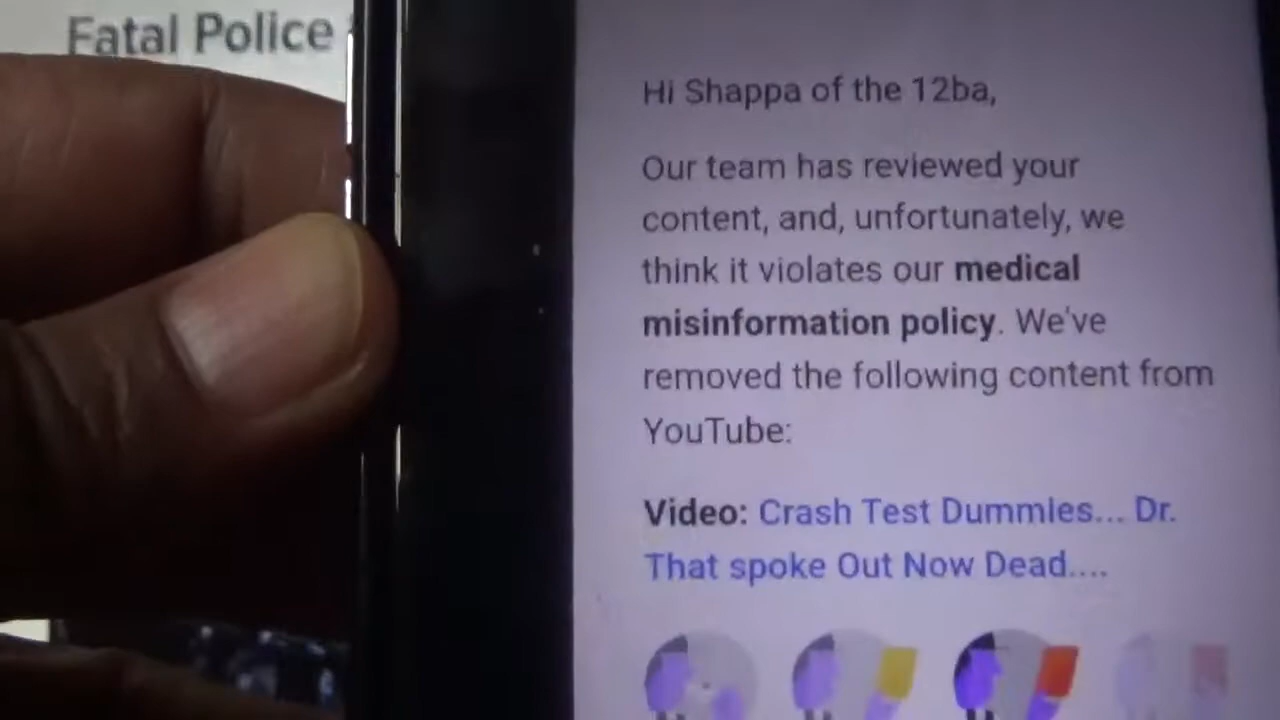 Fatal Police
Hi Shappa of the 12ba,
Our team has reviewed your
content, and, unfortunately, we
think it violates our medical
misinformation policy. We've
removed the following content from
YouTube:
Video: Crash Test Dummles... Dr.
That spoke Out Now Dead....